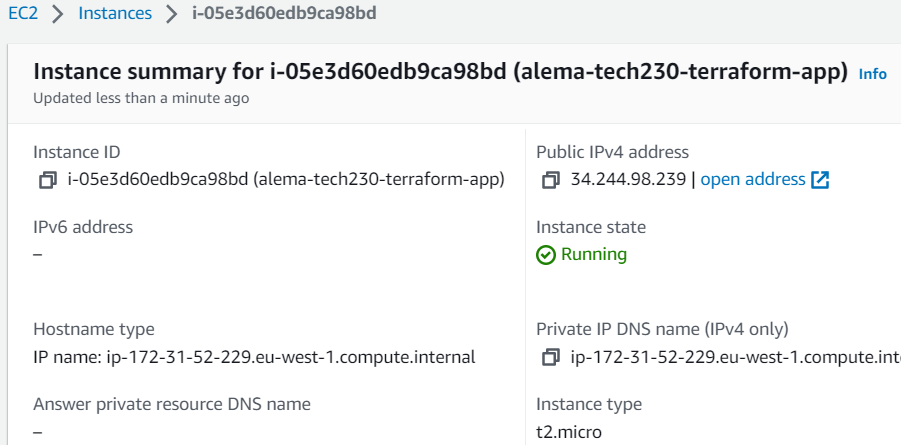 EC2 > Instances > i-05e3d60edb9ca98bd
Instance summary for i-05e3d60edb9ca98bd (alema-tech230-terraform-app) Info
Updated less than a minute ago
Instance ID
i-05e3d60edb9ca98bd (alema-tech230-terraform-app)
Public IPv4 address
34.244.98.239 | open address
IPv6 address
–
Instance state
Running
Hostname type
IP name: ip-172-31-52-229.eu-west-1.compute.internal
Private IP DNS name (IPv4 only)
ip-172-31-52-229.eu-west-1.compute.int
Answer private resource DNS name
–
Instance type
t2.micro